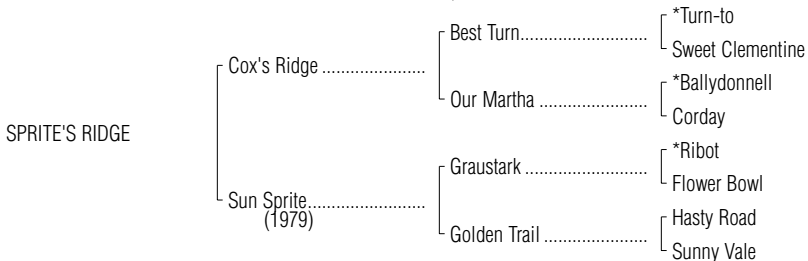 *Turn-to
Best Turn............................
Sweet Clementine
Cox's Ridge ......................
*Ballydonnell
Our Martha .......................
Corday
SPRITE'S RIDGE
*Ribot
Graustark ..........................
Flower Bowl
Sun Sprite.........................
(1979)
Hasty Road
Golden Trail ......................
Sunny Vale